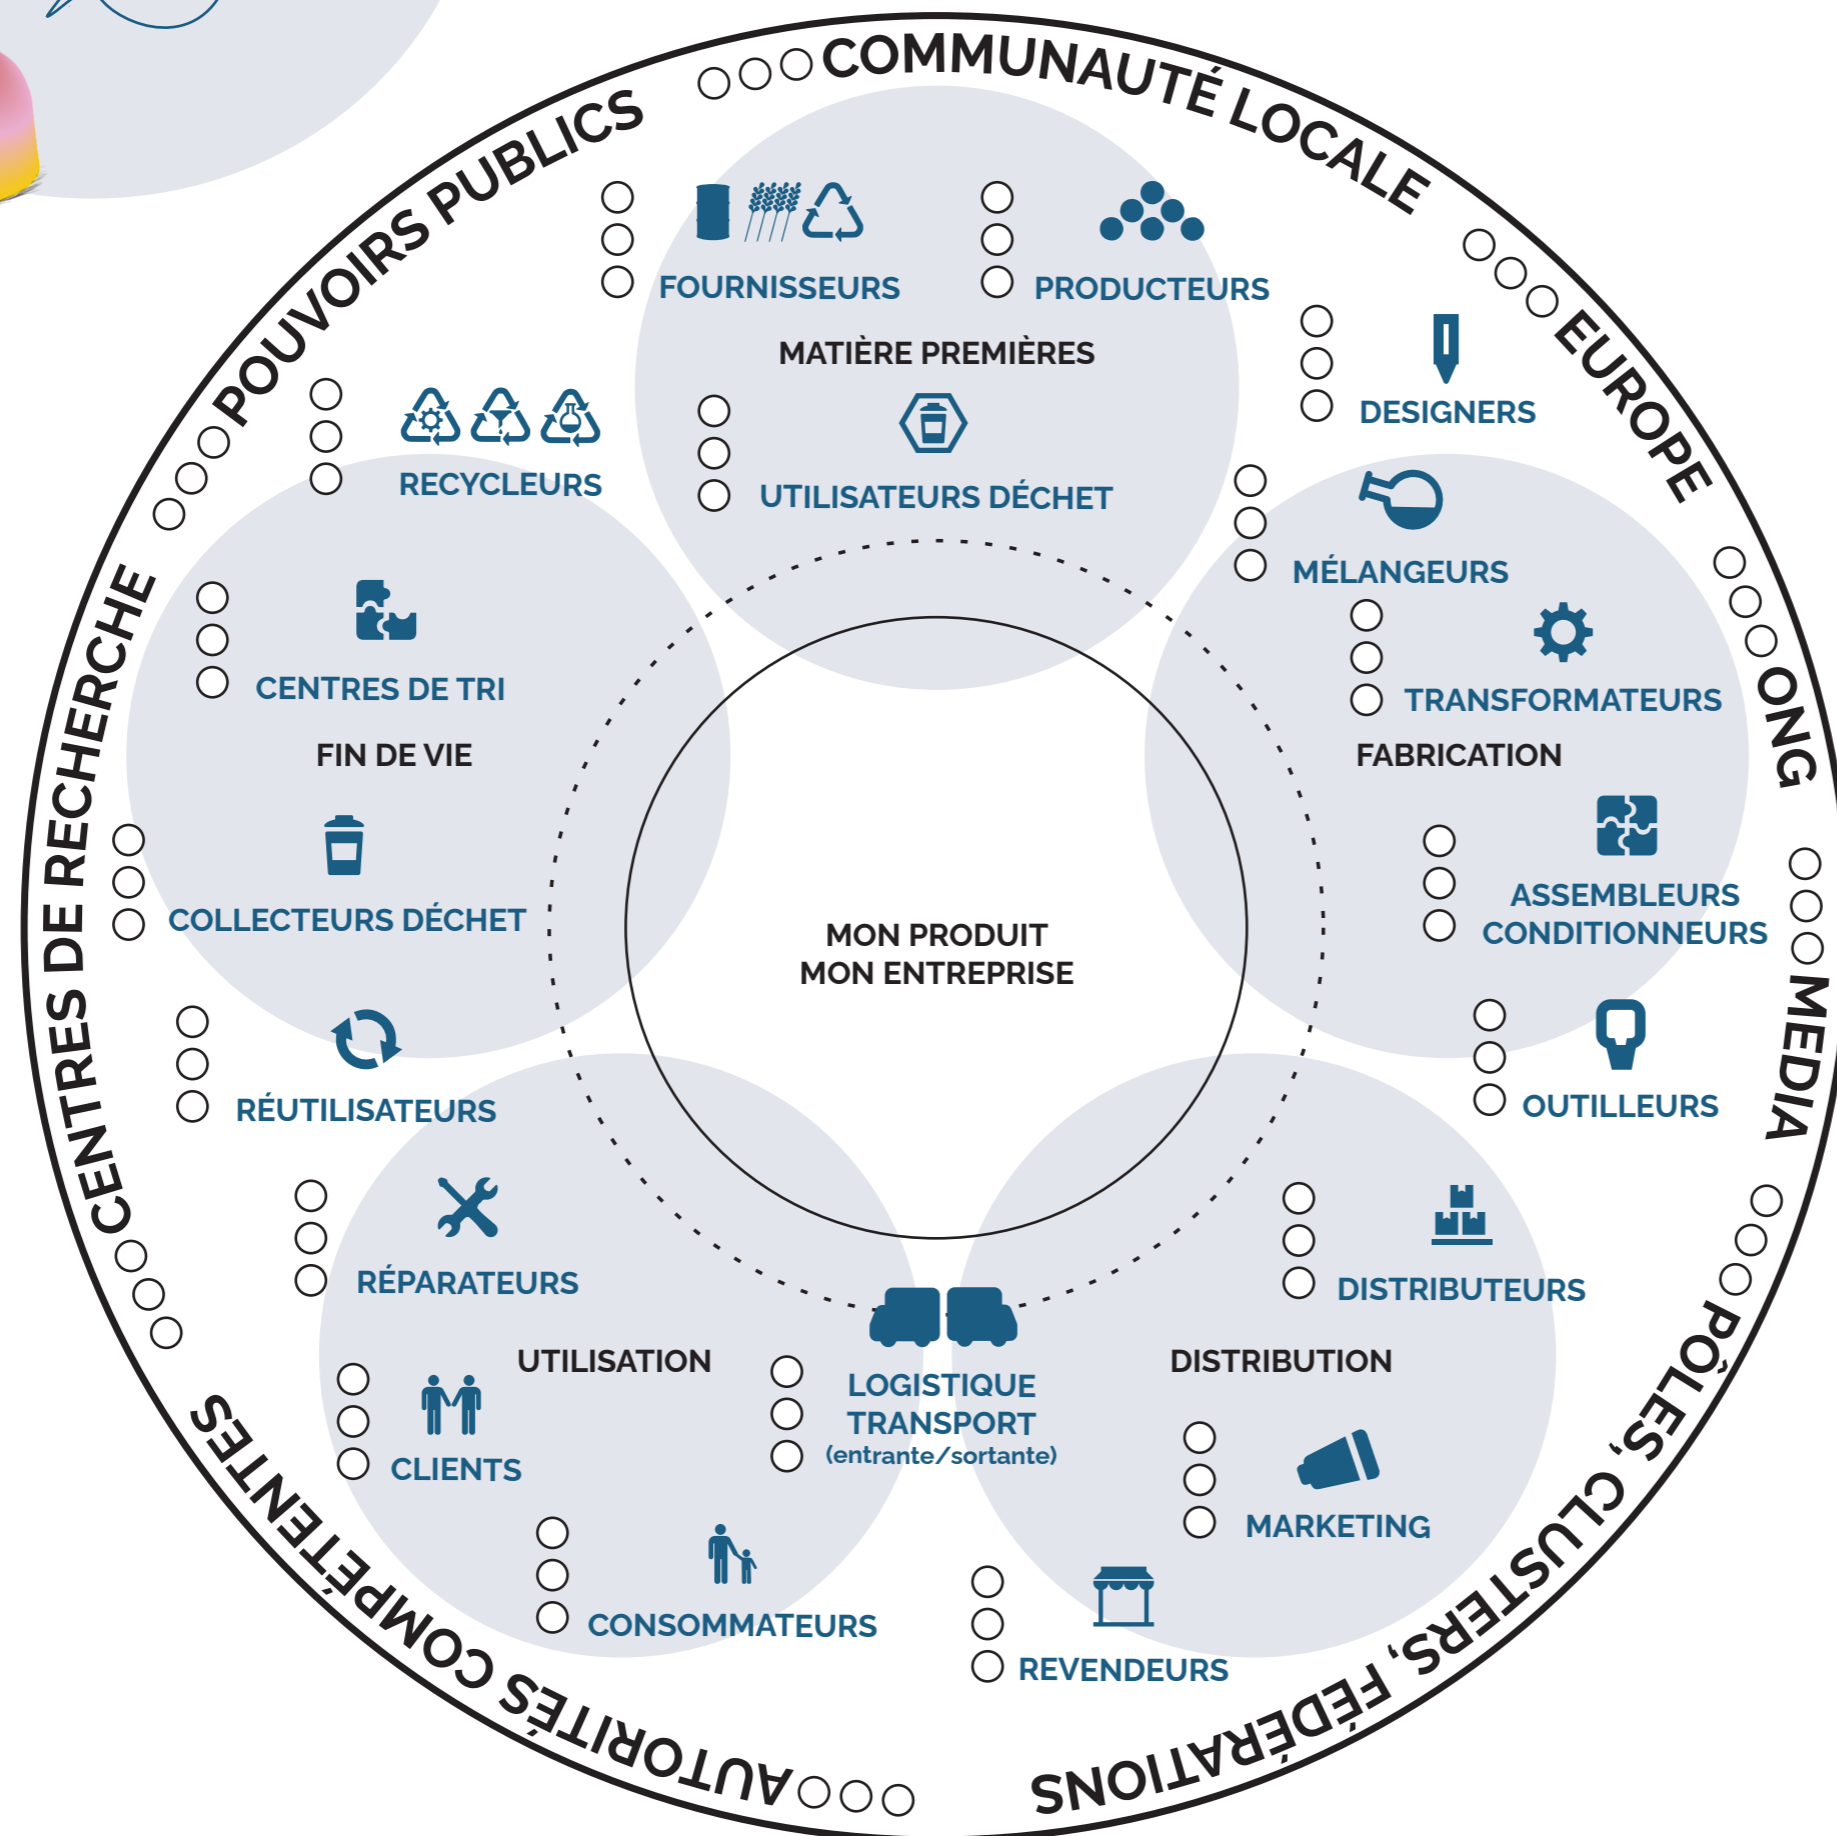 COMMUNAUTÉ LOCALE
EUROPE
ONG
MEDIA
PÔLES, CLUSTERS, FÉDÉRATIONS
AUTORITÉS COMPÉTENTES
CENTRES DE RECHERCHE
POUVOIRS PUBLICS
FOURNISSEURS
PRODUCTEURS
MATIÈRE PREMIÈRES
UTILISATEURS DÉCHET
DESIGNERS
MÉLANGEURS
TRANSFORMATEURS
FABRICATION
ASSEMBLEURS
CONDITIONNEURS
OUTILLEURS
DISTRIBUTEURS
DISTRIBUTION
MARKETING
REVENDEURS
LOGISTIQUE
TRANSPORT
(entrante/sortante)
RÉPARATEURS
UTILISATION
CLIENTS
CONSOMMATEURS
RECYCLEURS
CENTRES DE TRI
FIN DE VIE
COLLECTEURS DÉCHET
RÉUTILISATEURS
MON PRODUIT
MON ENTREPRISE